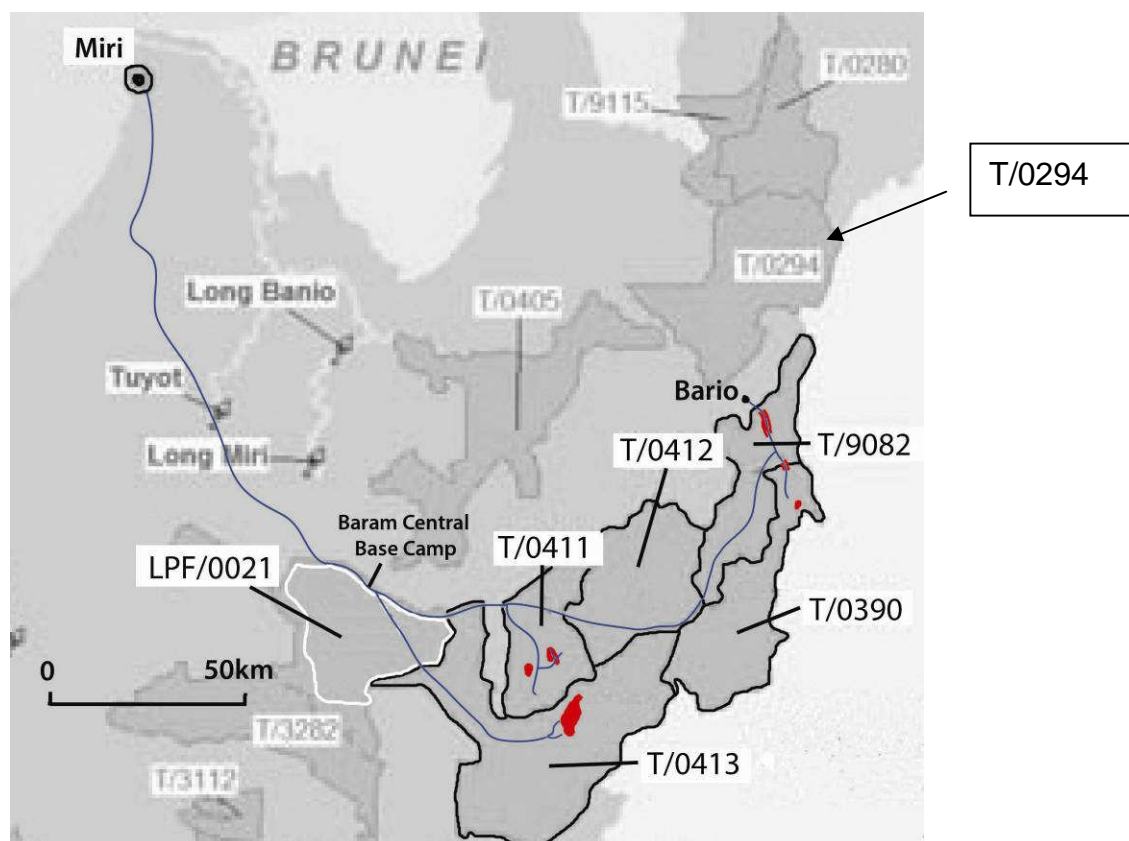 Miri
BRUNEI
T/0280
T/9115
T/0294
T/0294
Long Banio
T/0405
Tuyot
Bario
Long Miri
T/0412
T/9082
Baram Central
Base Camp
T/0411
LPF/0021
T/0390
0 50km
T/3282
T/0413
T/3112